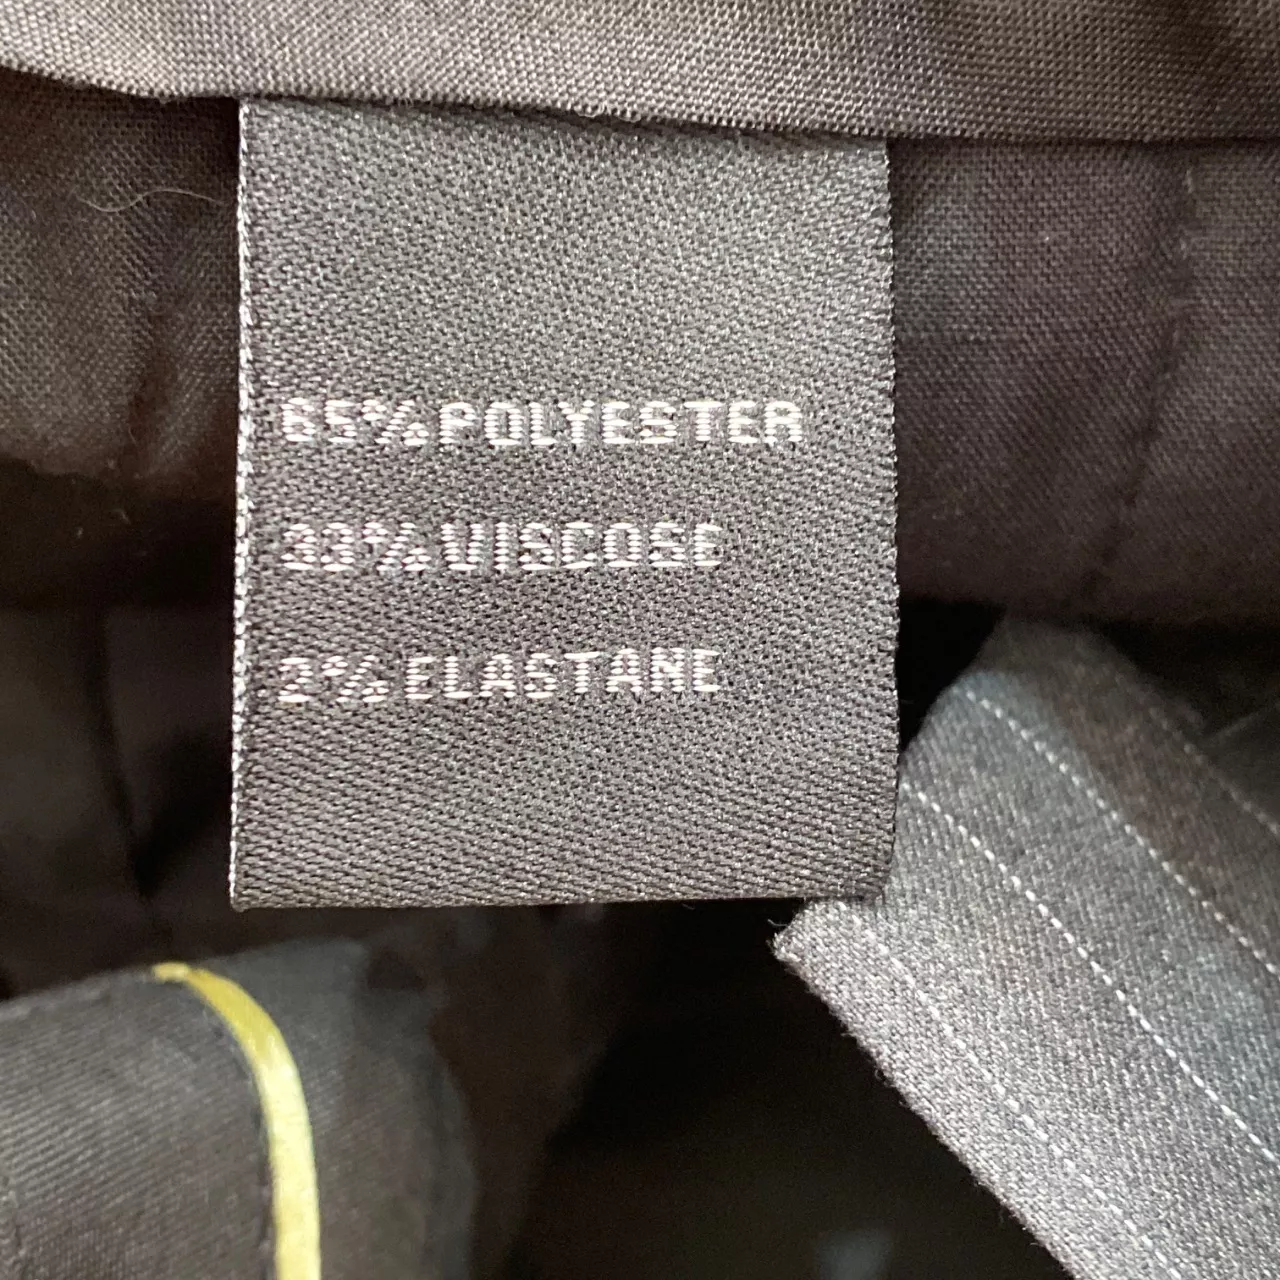 65% POLYESTER
33% VISCOSE
2% ELASTANE